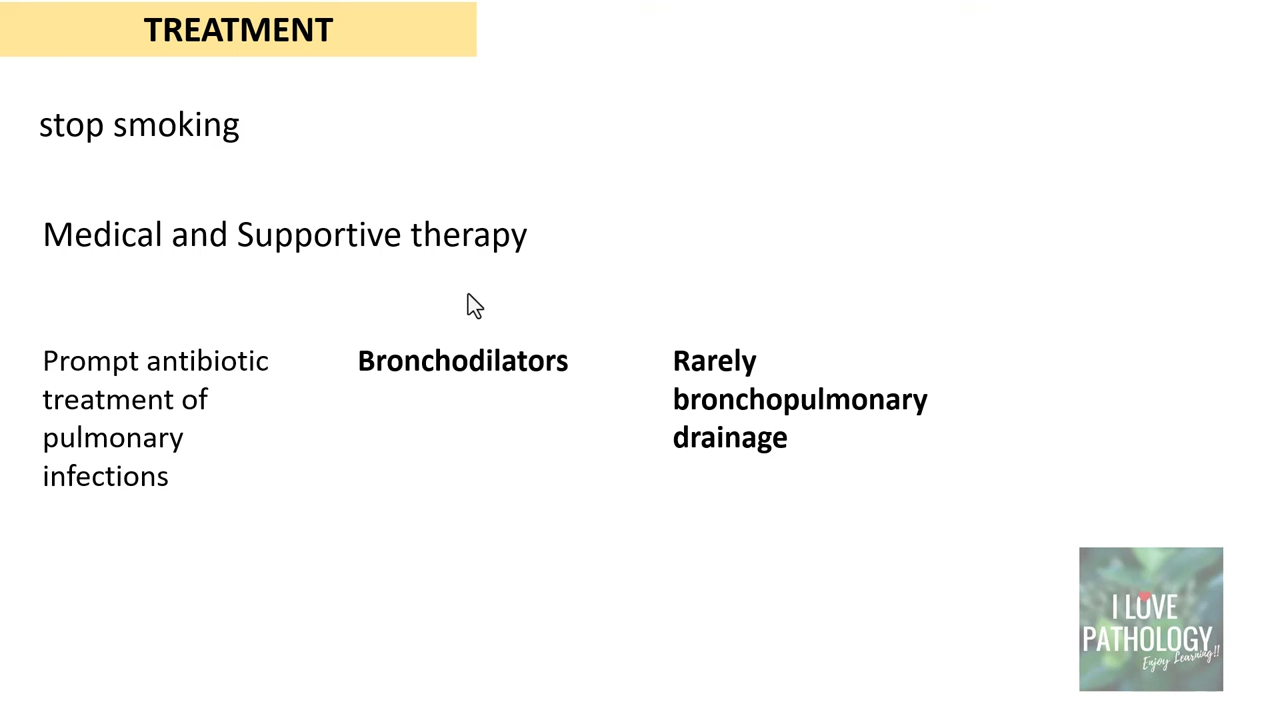 TREATMENT
stop smoking
Medical and Supportive therapy
Prompt antibiotic
treatment of
pulmonary
infections
Bronchodilators
Rarely
bronchopulmonary
drainage
I LOVE
PATHOLOGY
Enjoy Learning!!